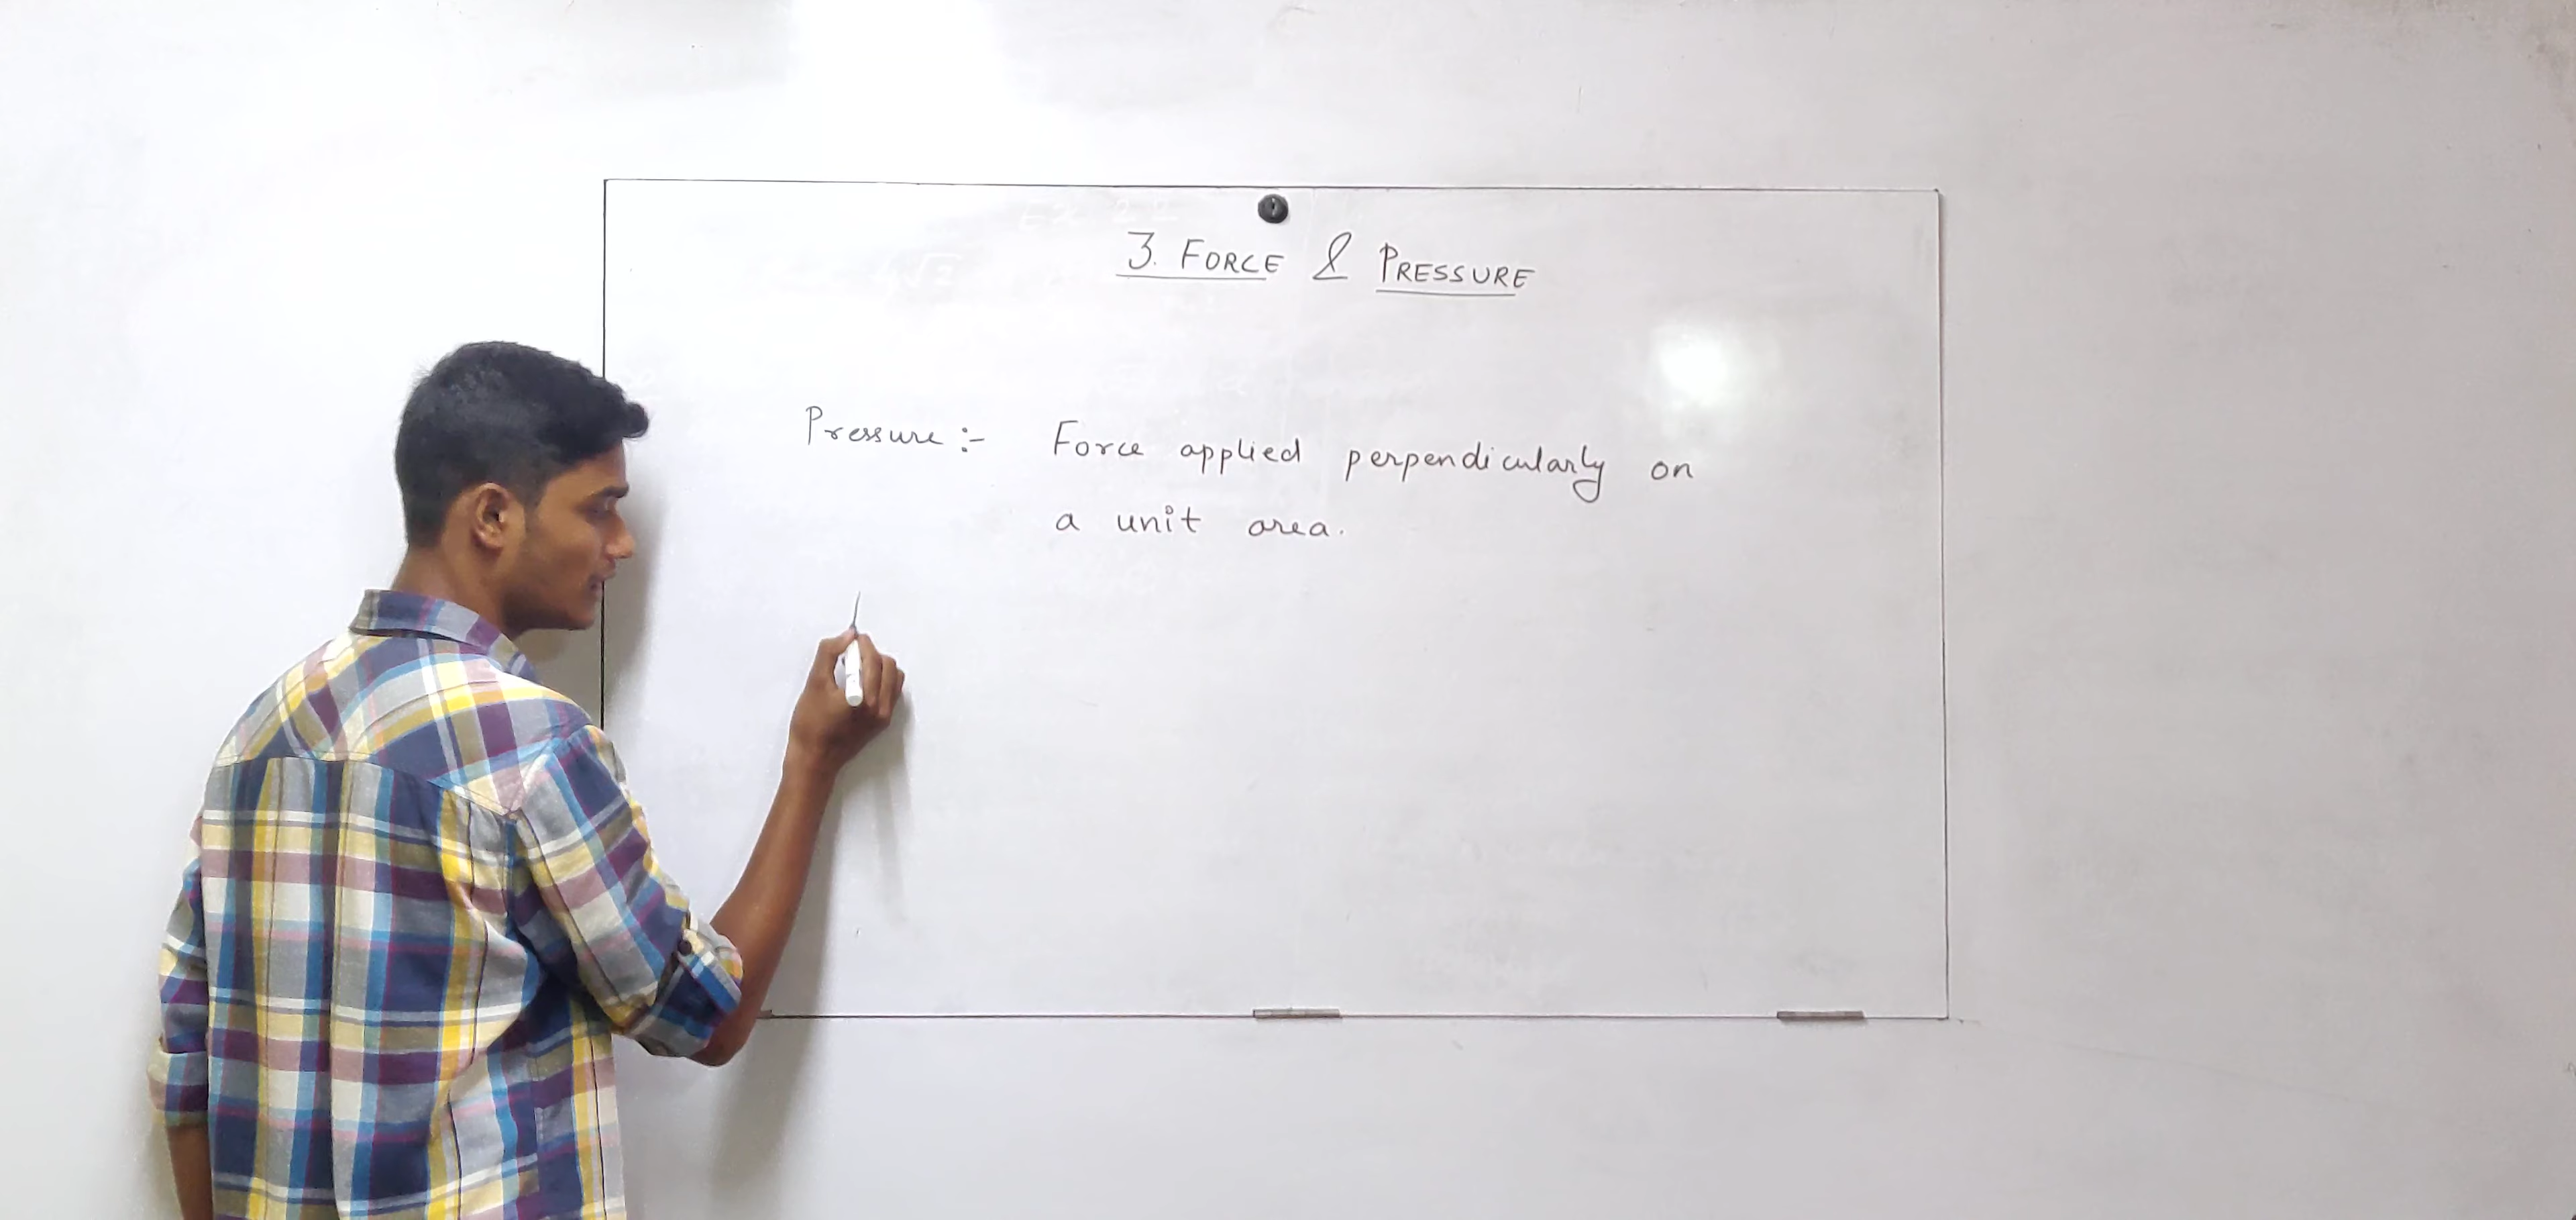 3. FORCE & PRESSURE
Pressure :- Force applied perpendicularly on
a unit area.